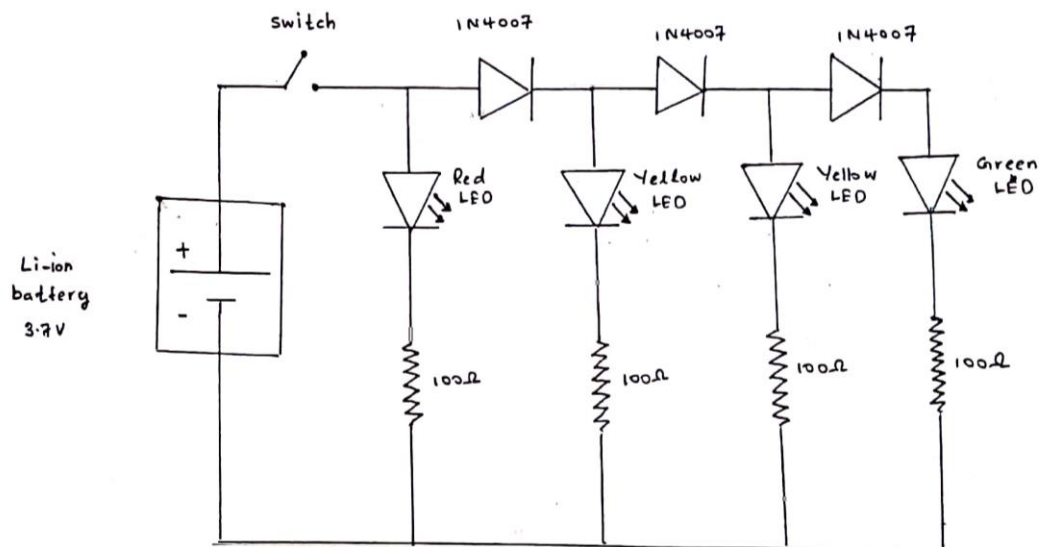 switch
1N4007
1N4007
1N4007
Red
LED
Yellow
LED
Yellow
LED
Green
LED
+
-
Li-ion
battery
3.7V
100Ω
100Ω
100Ω
100Ω